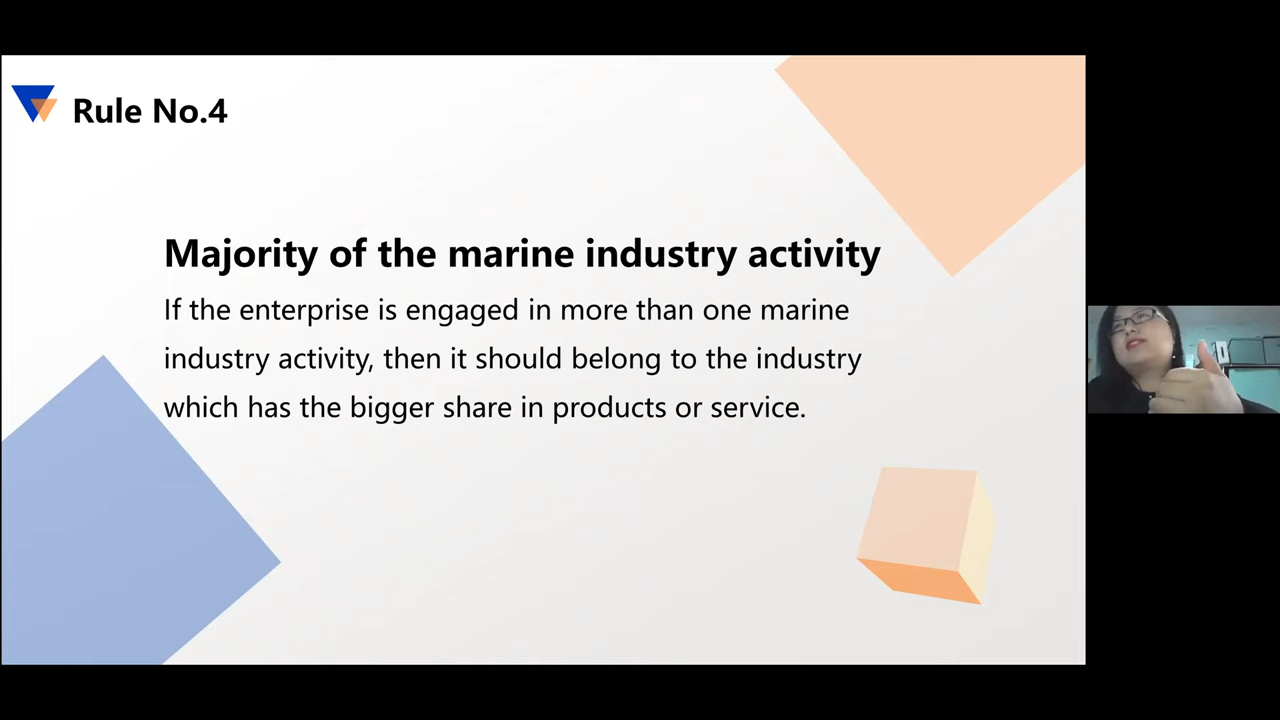 Rule No.4
Majority of the marine industry activity
If the enterprise is engaged in more than one marine
industry activity, then it should belong to the industry
which has the bigger share in products or service.